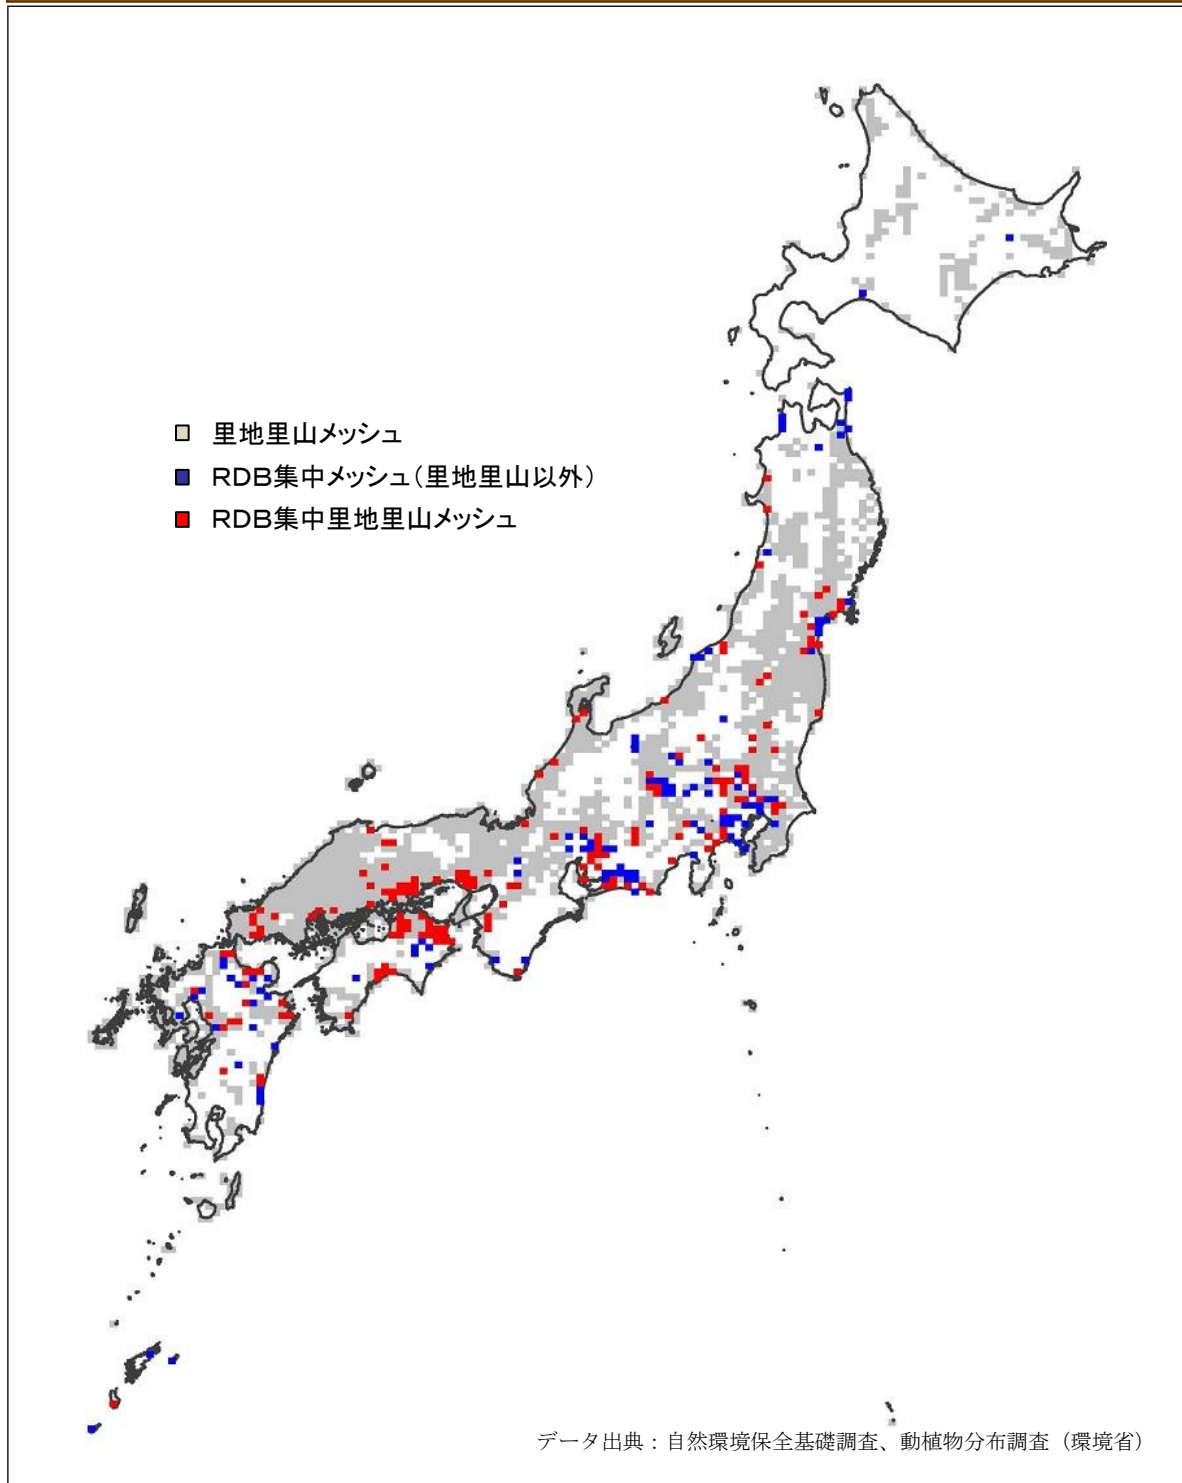 里地里山メッシュ
RDB集中メッシュ(里地里山以外)
RDB集中里地里山メッシュ
データ出典：自然環境保全基礎調査、動植物分布調査（環境省）